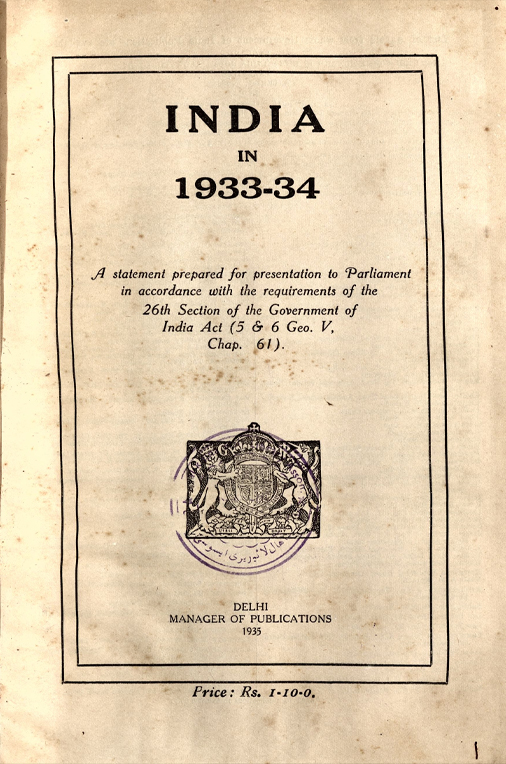 INDIA
IN
1933-34
A statement prepared for presentation to Parliament
in accordance with the requirements of the
26th Section of the Government of
India Act (5 & 6 Geo. V,
Chap. 61).
DELHI
MANAGER OF PUBLICATIONS
1935
Price: Rs. 1-10-0.